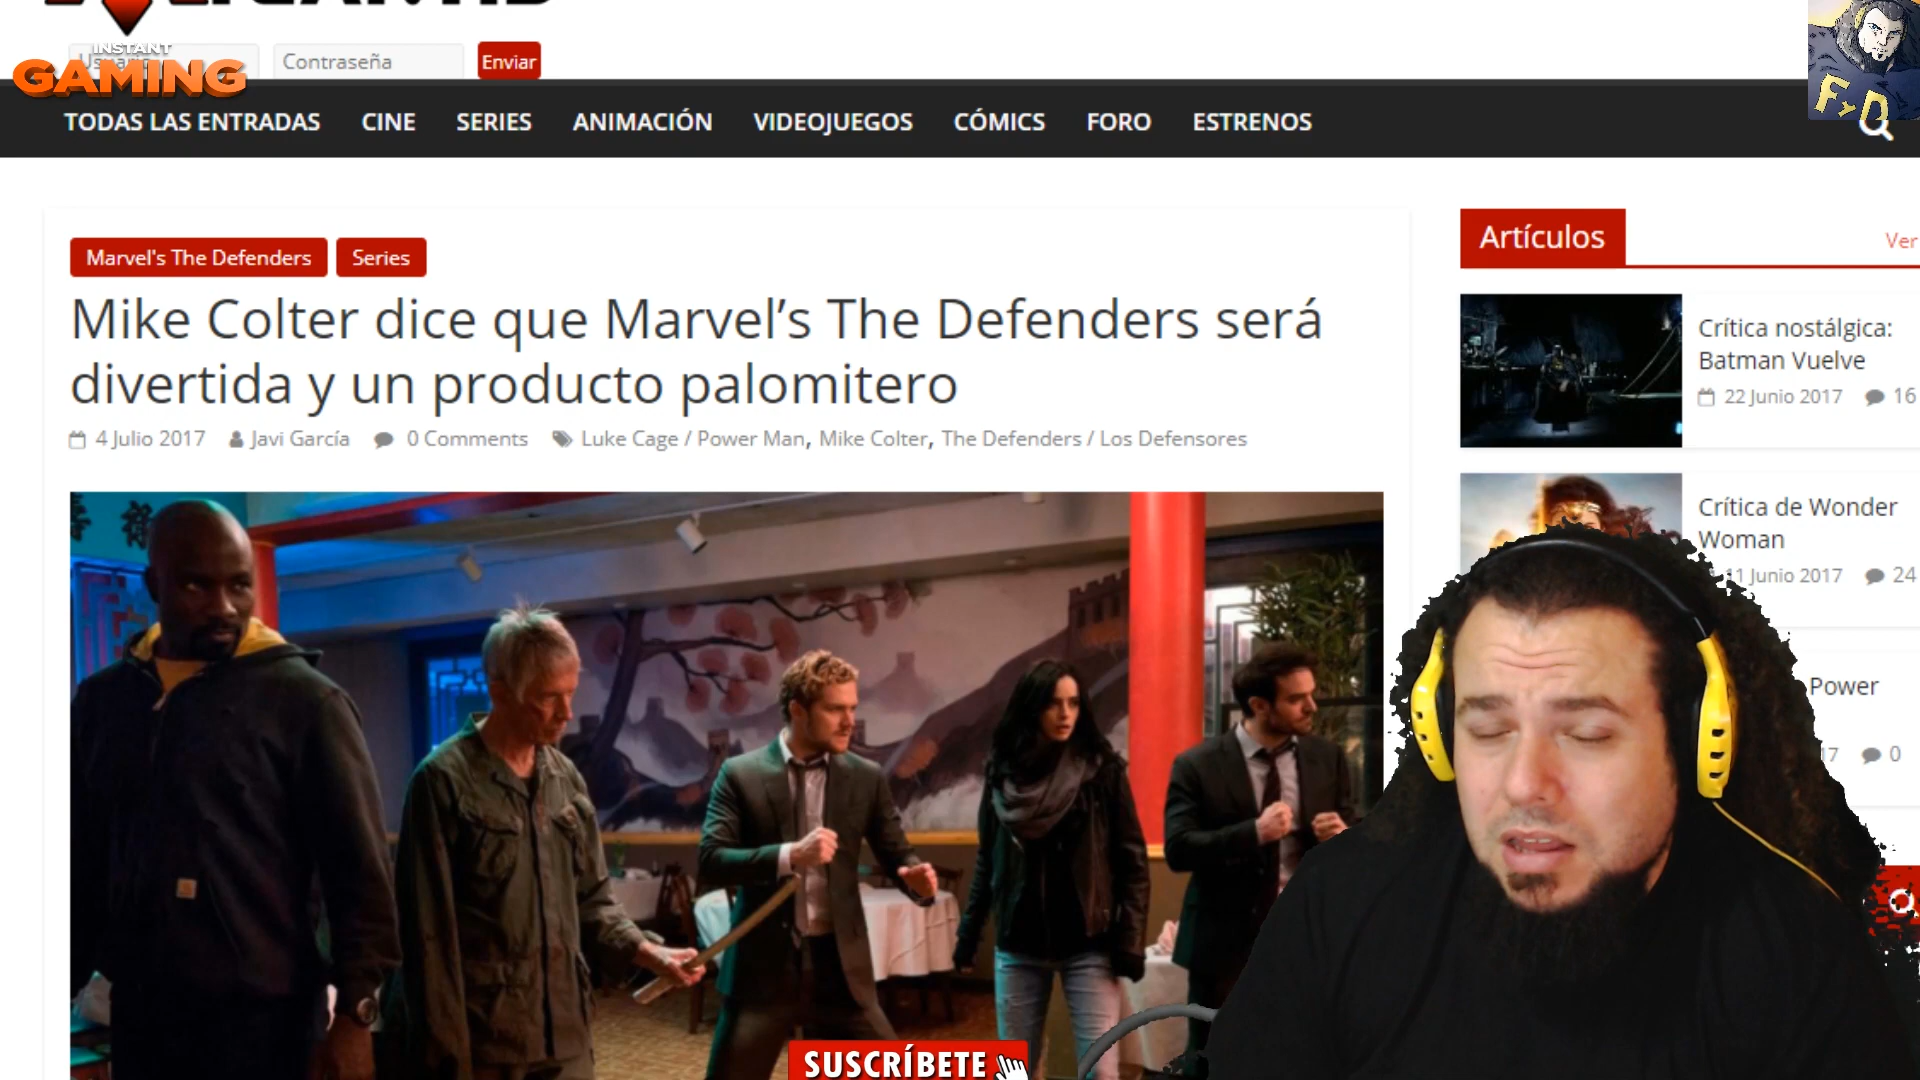 INSTANT
GAMING
Contraseña
Enviar
FyD
TODAS LAS ENTRADAS
CINE
SERIES
ANIMACIÓN
VIDEOJUEGOS
CÓMICS
FORO
ESTRENOS
Marvel's The Defenders
Series
Mike Colter dice que Marvel’s The Defenders será
divertida y un producto palomitero
4 Julio 2017
Javi García
0 Comments
Luke Cage / Power Man, Mike Colter, The Defenders / Los Defensores
Artículos
Ver
Crítica nostálgica:
Batman Vuelve
22 Junio 2017
16
Crítica de Wonder
Woman
11 Junio 2017
24
Power
17
0
SUSCRÍBETE